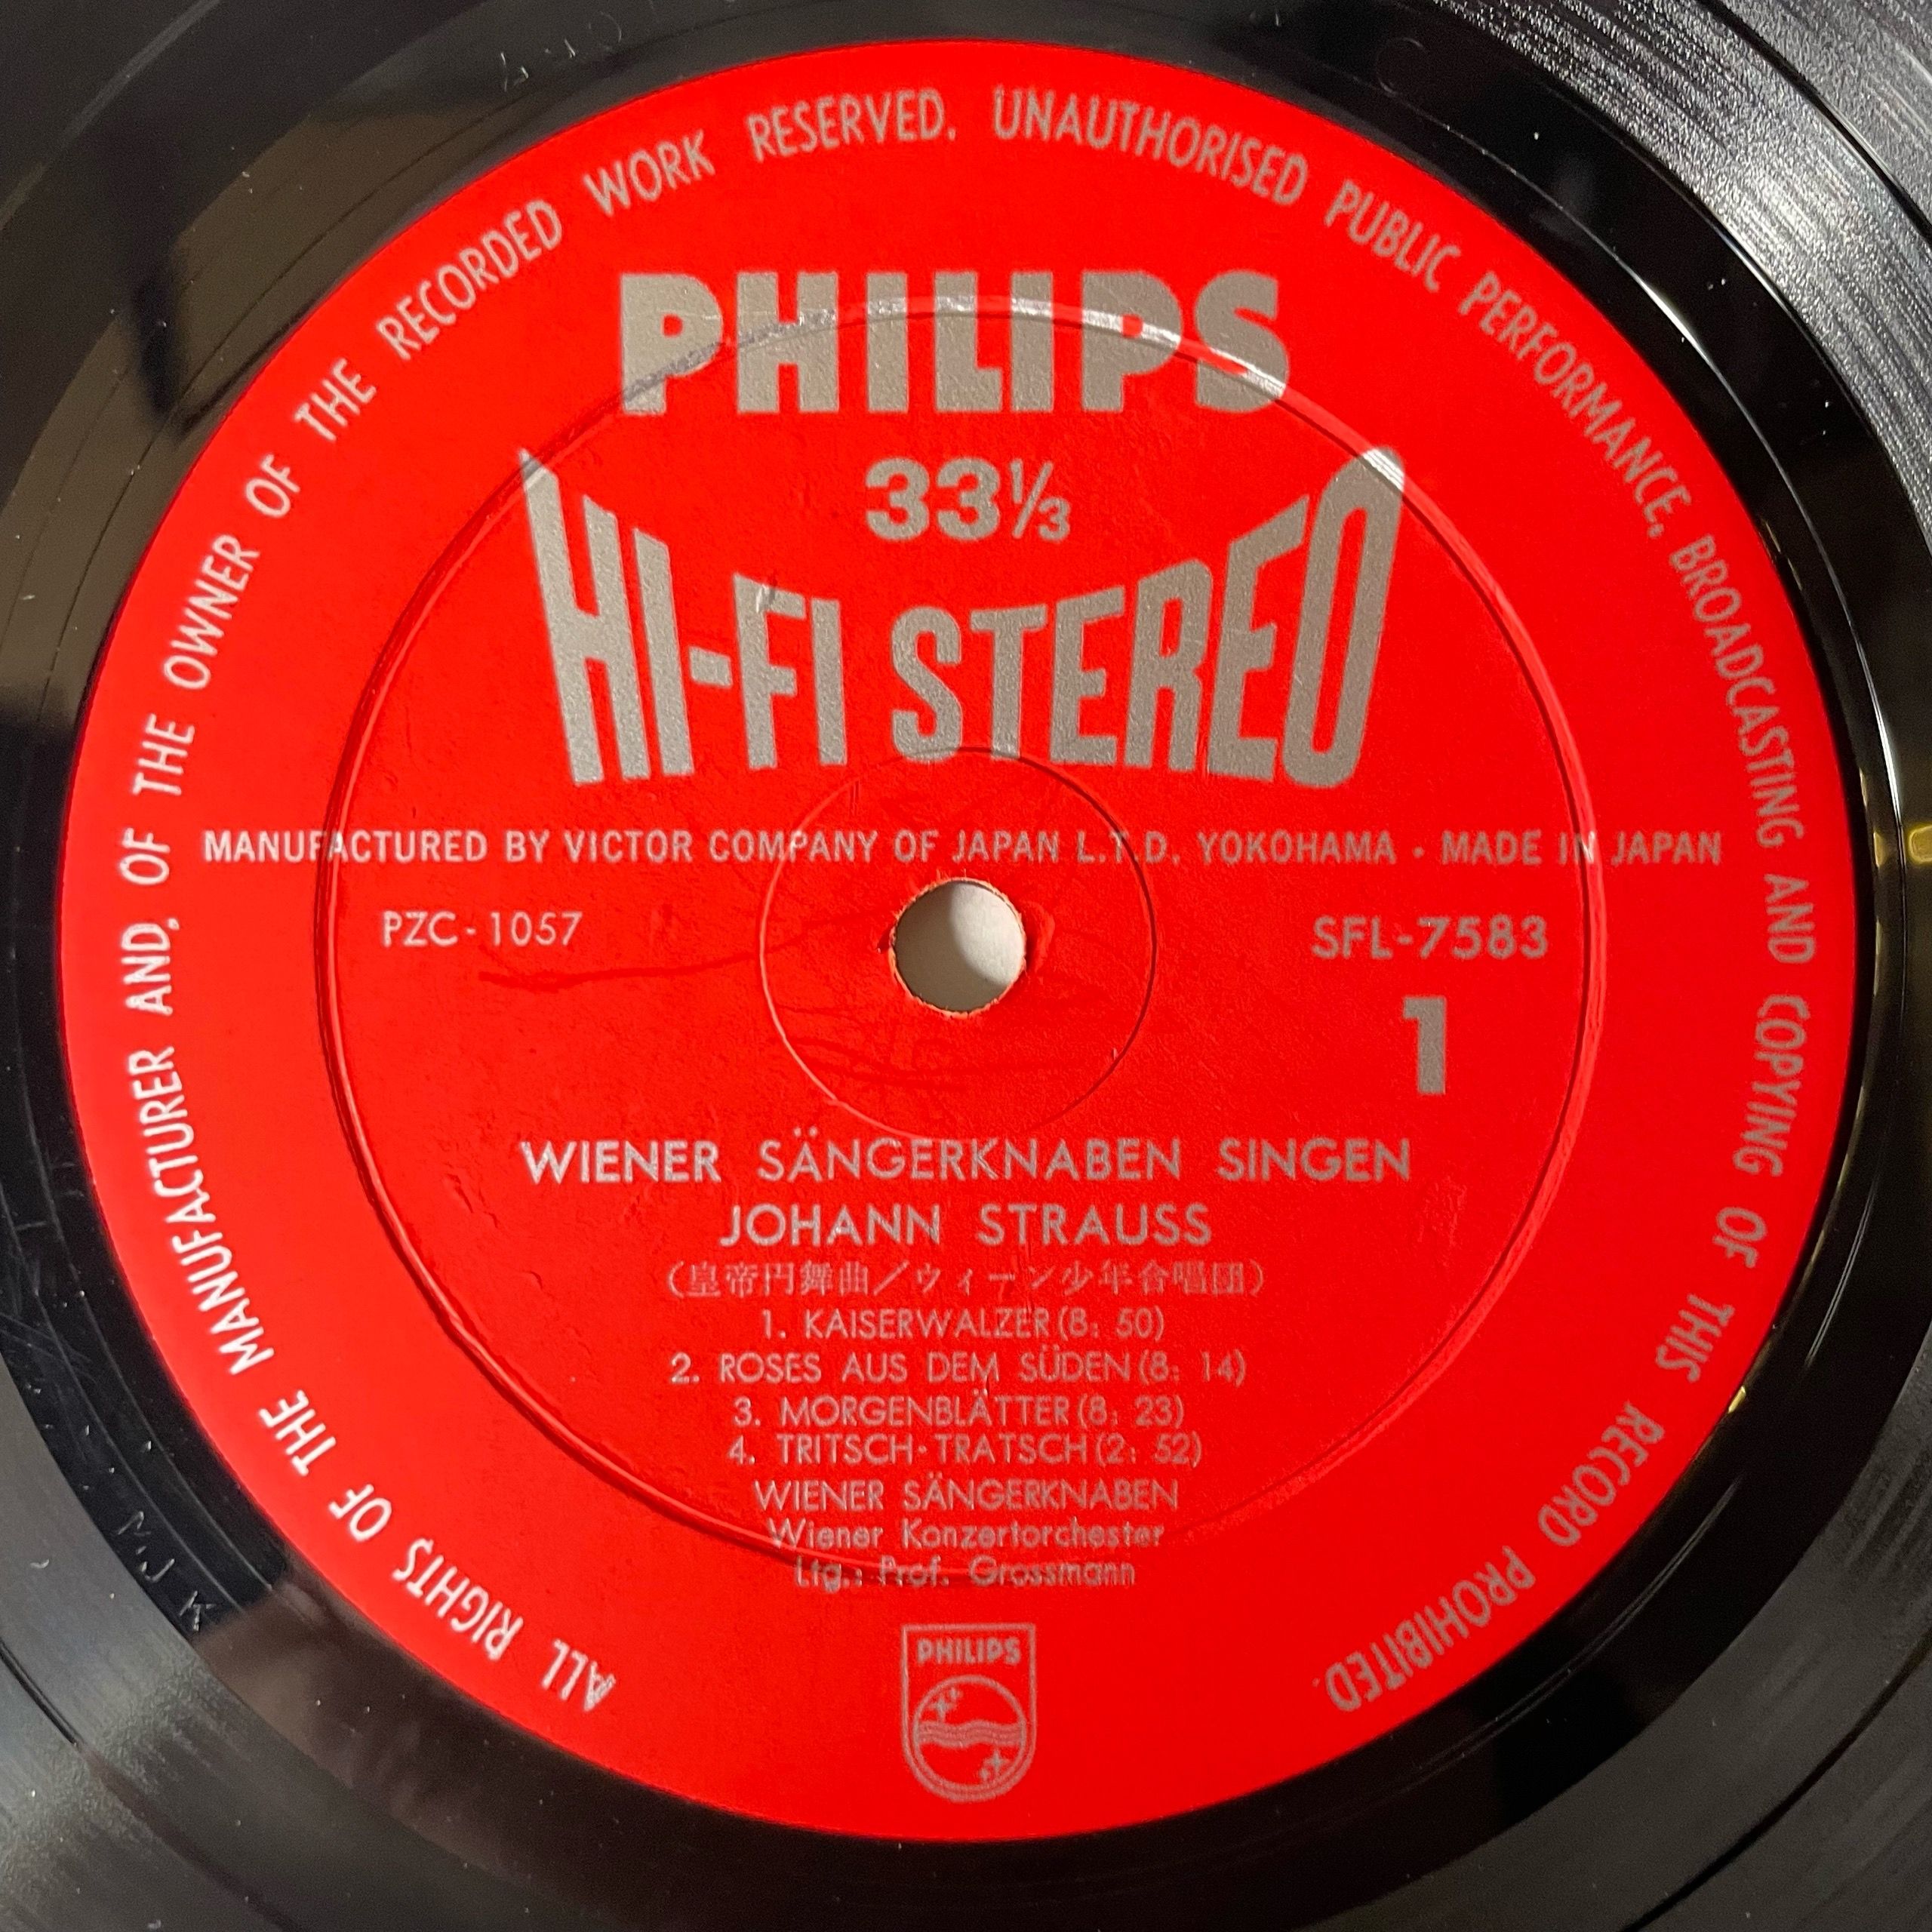 ALL RIGHTS OF THE MANUFACTURER AND, OF THE OWNER OF THE RECORDED WORK RESERVED. UNAUTHORISED PUBLIC PERFORMANCE, BROADCASTING AND COPYING OF THIS RECORD PROHIBITED.
PHILIPS
33⅓
HI-FI STEREO
MANUFACTURED BY VICTOR COMPANY OF JAPAN L.T.D. YOKOHAMA · MADE IN JAPAN
PZC-1057
SFL-7583
1
WIENER SÄNGERKNABEN SINGEN
JOHANN STRAUSS
(皇帝円舞曲/ウィーン少年合唱団)
1. KAISERWALZER(8: 50)
2. ROSES AUS DEM SÜDEN(8: 14)
3. MORGENBLÄTTER(8: 23)
4. TRITSCH-TRATSCH(2: 52)
WIENER SÄNGERKNABEN
Wiener Konzertorchester
Ltg.: Prof. Grossmann
PHILIPS
MJK